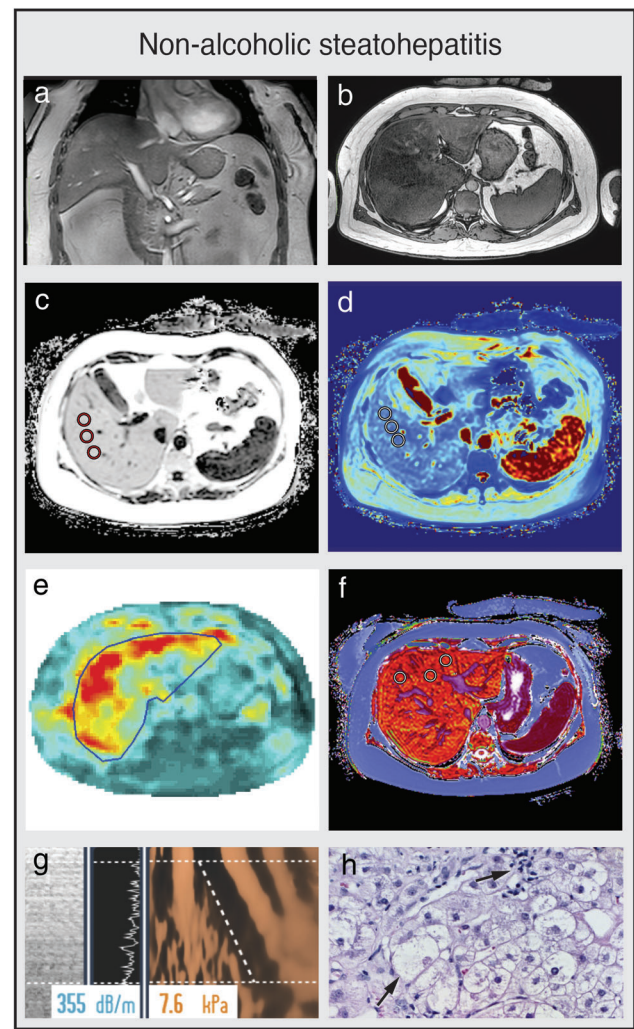 Non-alcoholic steatohepatitis
a
b
c
d
e
f
g
355 dB/m 7.6 kPa
h